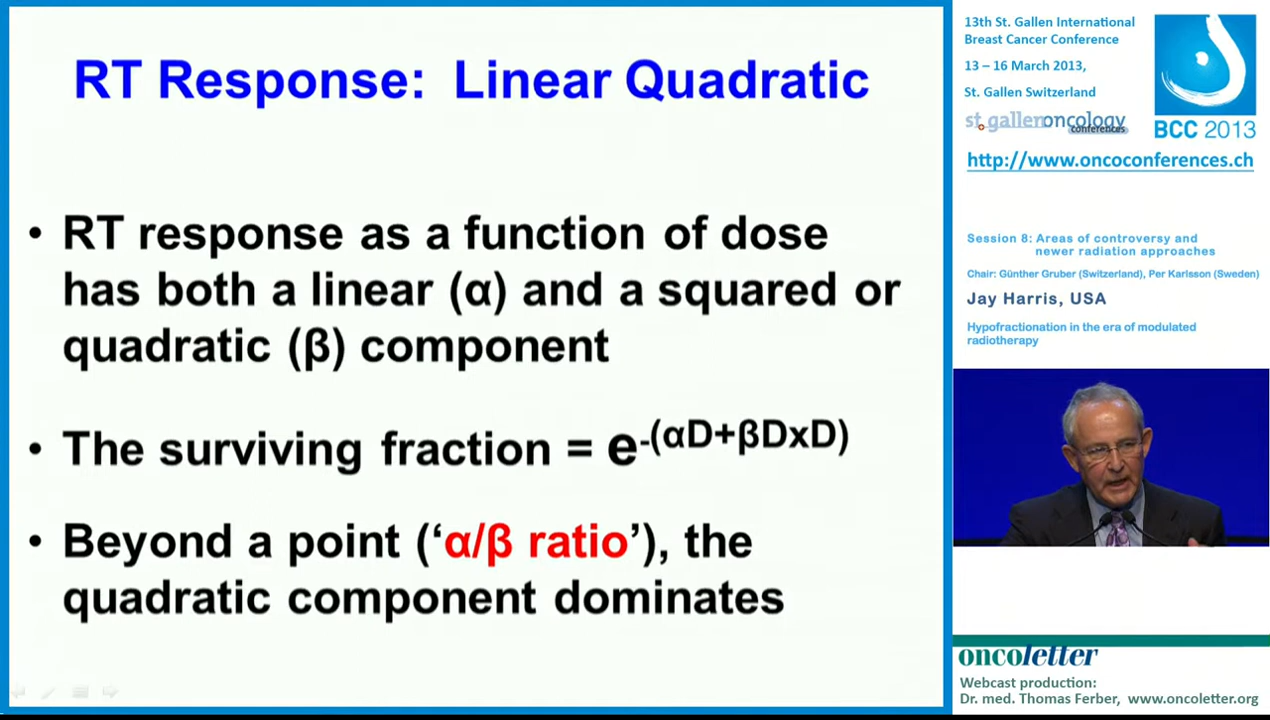 RT Response: Linear Quadratic
• RT response as a function of dose
has both a linear (α) and a squared or
quadratic (β) component
• The surviving fraction = e-(αD+βDxD)
• Beyond a point (‘α/β ratio’), the
quadratic component dominates
13th St. Gallen International
Breast Cancer Conference
13 – 16 March 2013,
St. Gallen Switzerland
st.gallenoncology
conferences
BCC 2013
http://www.oncoconferences.ch
Session 8: Areas of controversy and
newer radiation approaches
Chair: Günther Gruber (Switzerland), Per Karlsson (Sweden)
Jay Harris, USA
Hypofractionation in the era of modulated
radiotherapy
oncoletter
Webcast production:
Dr. med. Thomas Ferber, www.oncoletter.org